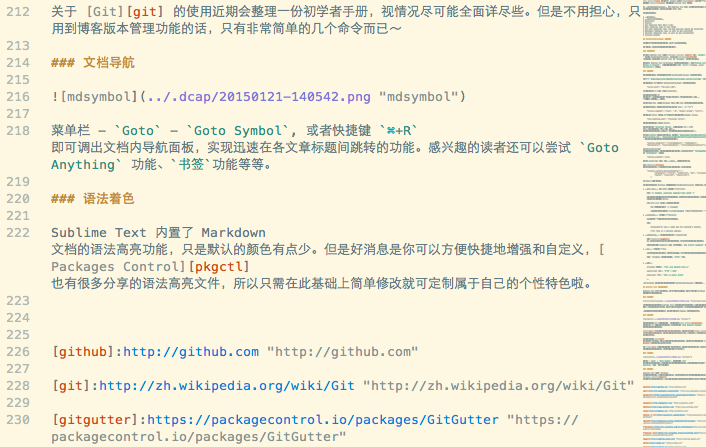 212 关于 [Git][git] 的使用近期会整理一份初学者手册，视情况尽可能全面详尽些。但是不用担心，只
用到博客版本管理功能的话，只有非常简单的几个命令而已～
213
214 ### 文档导航
215
216 ![mdsymbol](../.dcap/20150121-140542.png "mdsymbol")
217
218 菜单栏 - `Goto` - `Goto Symbol`, 或者快捷键 `⌘+R`
即可调出文档内导航面板，实现迅速在各文章标题间跳转的功能。感兴趣的读者还可以尝试 `Goto
Anything` 功能、`书签`功能等等。
219
220 ### 语法着色
221
222 Sublime Text 内置了 Markdown
文档的语法高亮功能，只是默认的颜色有点少。但是好消息是你可以方便快捷地增强和自定义，[
Packages Control][pkgctl]
也有很多分享的语法高亮文件，所以只需在此基础上简单修改就可定制属于自己的个性特色啦。
223
224
225
226 [github]:http://github.com "http://github.com"
227
228 [git]:http://zh.wikipedia.org/wiki/Git "http://zh.wikipedia.org/wiki/Git"
229
230 [gitgutter]:https://packagecontrol.io/packages/GitGutter "https://
packagecontrol.io/packages/GitGutter"